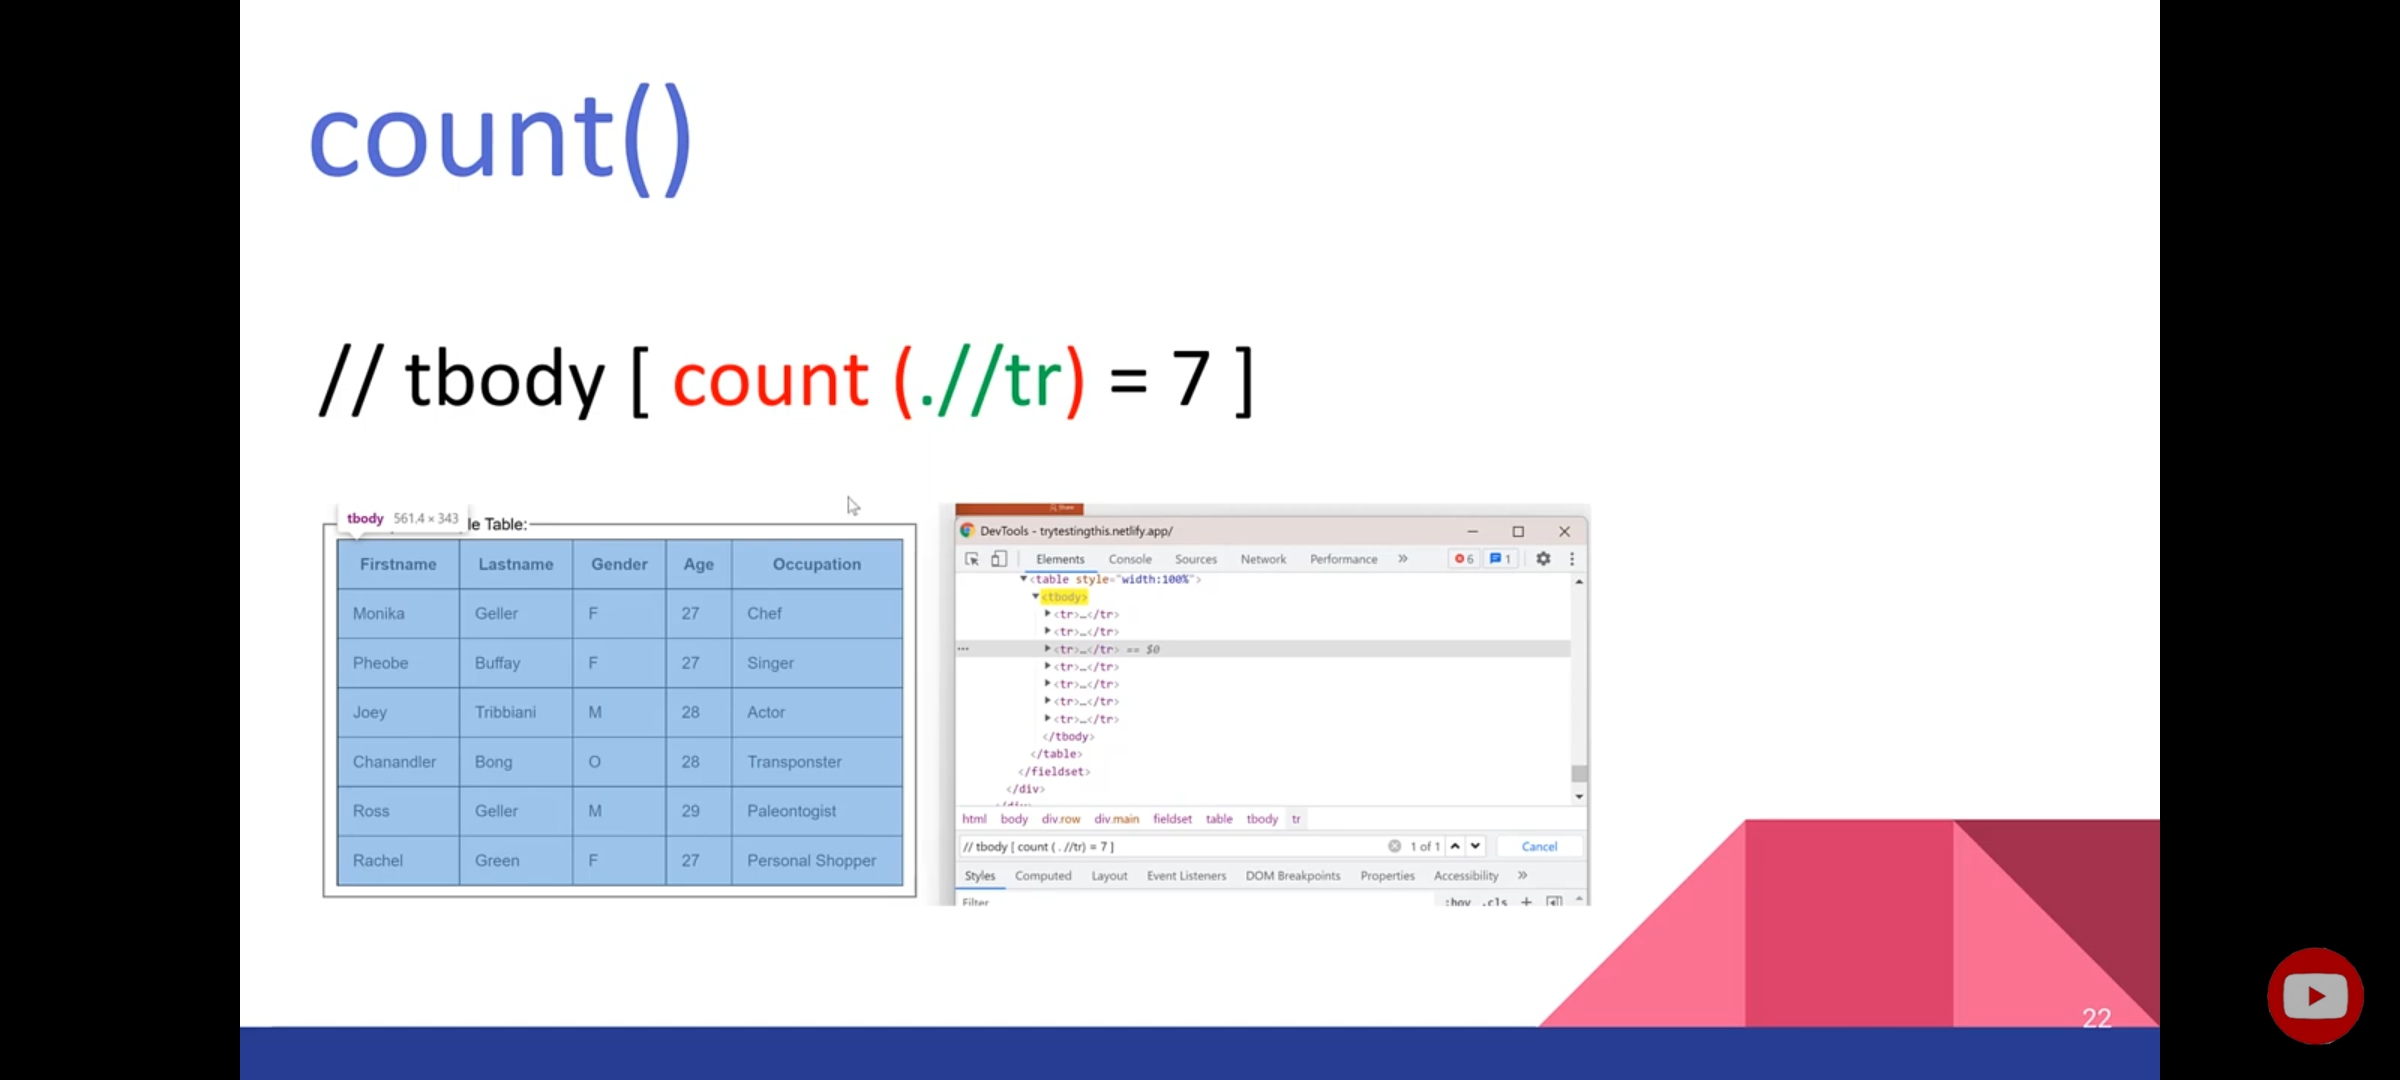 count()
// tbody [ count (.//tr) = 7 ]
tbody 561.4 × 343
le Table:
Firstname Lastname Gender Age Occupation
Monika Geller F 27 Chef
Pheobe Buffay F 27 Singer
Joey Tribbiani M 28 Actor
Chanandler Bong O 28 Transponster
Ross Geller M 29 Paleontogist
Rachel Green F 27 Personal Shopper
Share
DevTools - trytestingthis.netlify.app/
Elements Console Sources Network Performance » 6 1
▼<table style="width:100%">
▼<tbody>
▶<tr>…</tr>
▶<tr>…</tr>
… ▶<tr>…</tr> == $0
▶<tr>…</tr>
▶<tr>…</tr>
▶<tr>…</tr>
▶<tr>…</tr>
</tbody>
</table>
</fieldset>
</div>
html body div.row div.main fieldset table tbody tr
// tbody [ count ( . //tr) = 7 ] 1 of 1 Cancel
Styles Computed Layout Event Listeners DOM Breakpoints Properties Accessibility »
Filter :hov .cls +
22